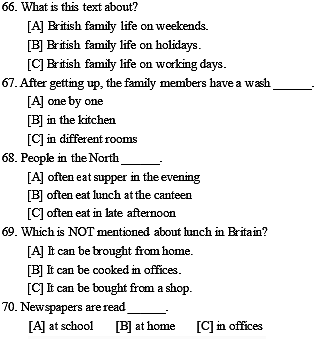 66. What is this text about?
[A] British family life on weekends.
[B] British family life on holidays.
[C] British family life on working days.
67. After getting up, the family members have a wash ______.
[A] one by one
[B] in the kitchen
[C] in different rooms
68. People in the North ______.
[A] often eat supper in the evening
[B] often eat lunch at the canteen
[C] often eat in late afternoon
69. Which is NOT mentioned about lunch in Britain?
[A] It can be brought from home.
[B] It can be cooked in offices.
[C] It can be bought from a shop.
70. Newspapers are read ______.
[A] at school [B] at home [C] in offices